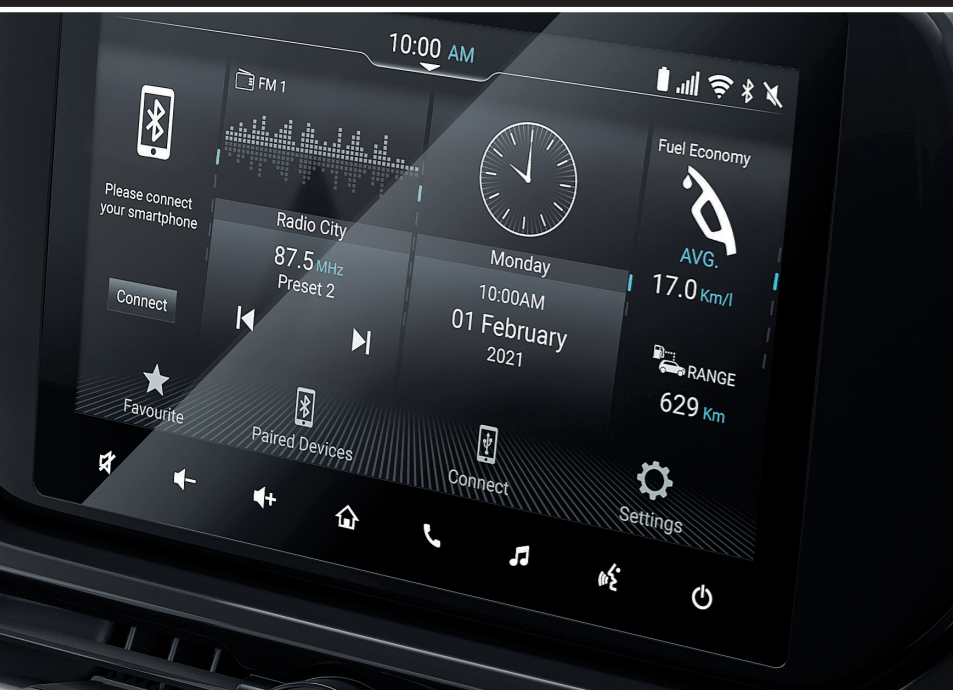 10:00 AM
Please connect
your smartphone
Connect
FM 1
Radio City
87.5 MHz
Preset 2
Monday
10:00AM
01 February
2021
Fuel Economy
AVG.
17.0 Km/l
RANGE
629 Km
Favourite
Paired Devices
Connect
Settings